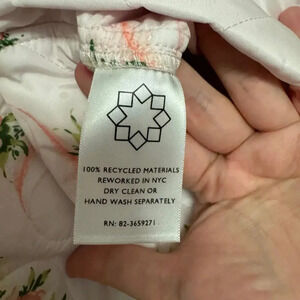 100% RECYCLED MATERIALS
REWORKED IN NYC
DRY CLEAN OR
HAND WASH SEPARATELY
RN: 82-3659271